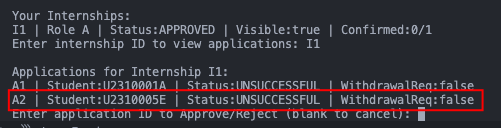 Your Internships:
I1 | Role A | Status:APPROVED | Visible:true | Confirmed:0/1
Enter internship ID to view applications: I1
Applications for Internship I1:
A1 | Student:U2310001A | Status:UNSUCCESSFUL | WithdrawalReq:false
A2 | Student:U2310005E | Status:UNSUCCESSFUL | WithdrawalReq:false
Enter application ID to Approve/Reject (blank to cancel):